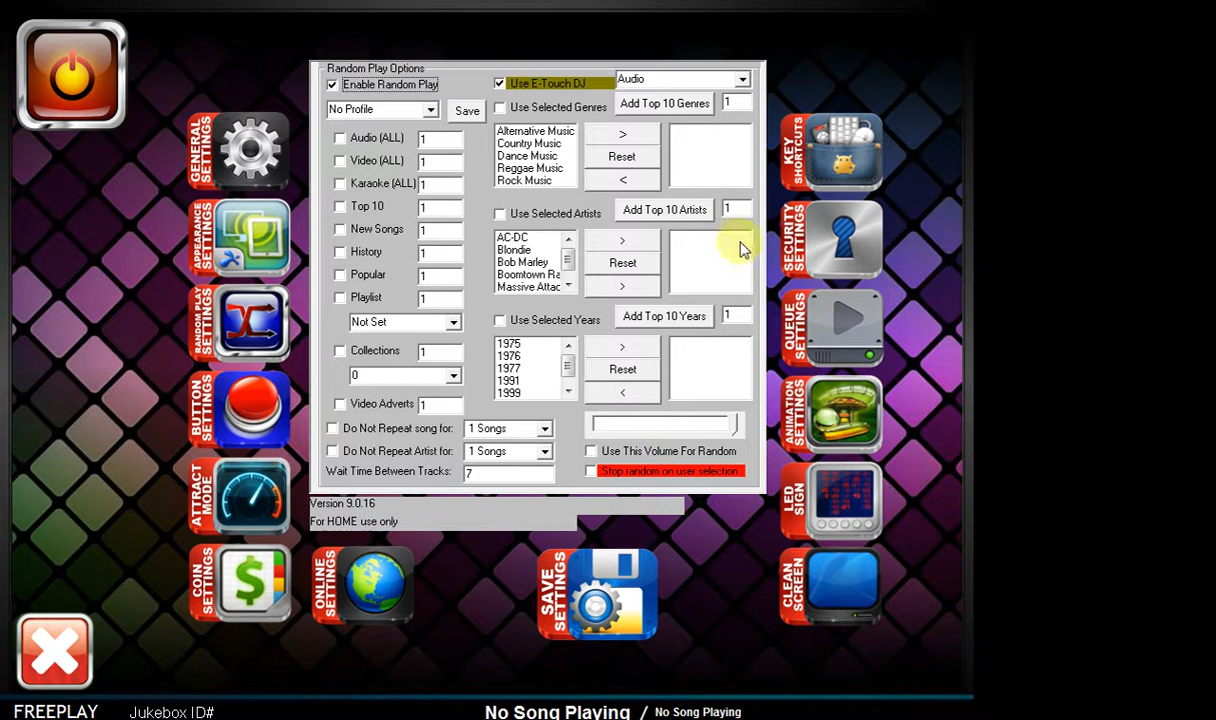 Random Play Options
Enable Random Play
Use E-Touch DJ
Audio
No Profile
Save
Use Selected Genres
Add Top 10 Genres
1
Audio (ALL)
1
Video (ALL)
1
Karaoke (ALL)
1
Top 10
1
New Songs
1
History
1
Popular
1
Playlist
1
Not Set
Collections
1
0
Video Adverts
1
Alternative Music
Country Music
Dance Music
Reggae Music
Rock Music
>
Reset
<
Use Selected Artists
Add Top 10 Artists
1
AC-DC
Blondie
Bob Marley
Boomtown Ra
Massive Attac
>
Reset
>
Use Selected Years
Add Top 10 Years
1
1975
1976
1977
1991
1999
>
Reset
<
Do Not Repeat song for:
1 Songs
Do Not Repeat Artist for:
1 Songs
Wait Time Between Tracks:
7
Use This Volume For Random
Stop random on user selection
Version 9.0.16
For HOME use only
GENERAL SETTINGS
APPEARANCE SETTINGS
RANDOM PLAY SETTINGS
BUTTON SETTINGS
ATTRACT MODE
COIN SETTINGS
ONLINE SETTINGS
SAVE SETTINGS
KEY SHORTCUTS
SECURITY SETTINGS
QUEUE SETTINGS
ANIMATION SETTINGS
LED SIGN
CLEAN SCREEN
FREEPLAY
Jukebox ID#
No Song Playing / No Song Playing